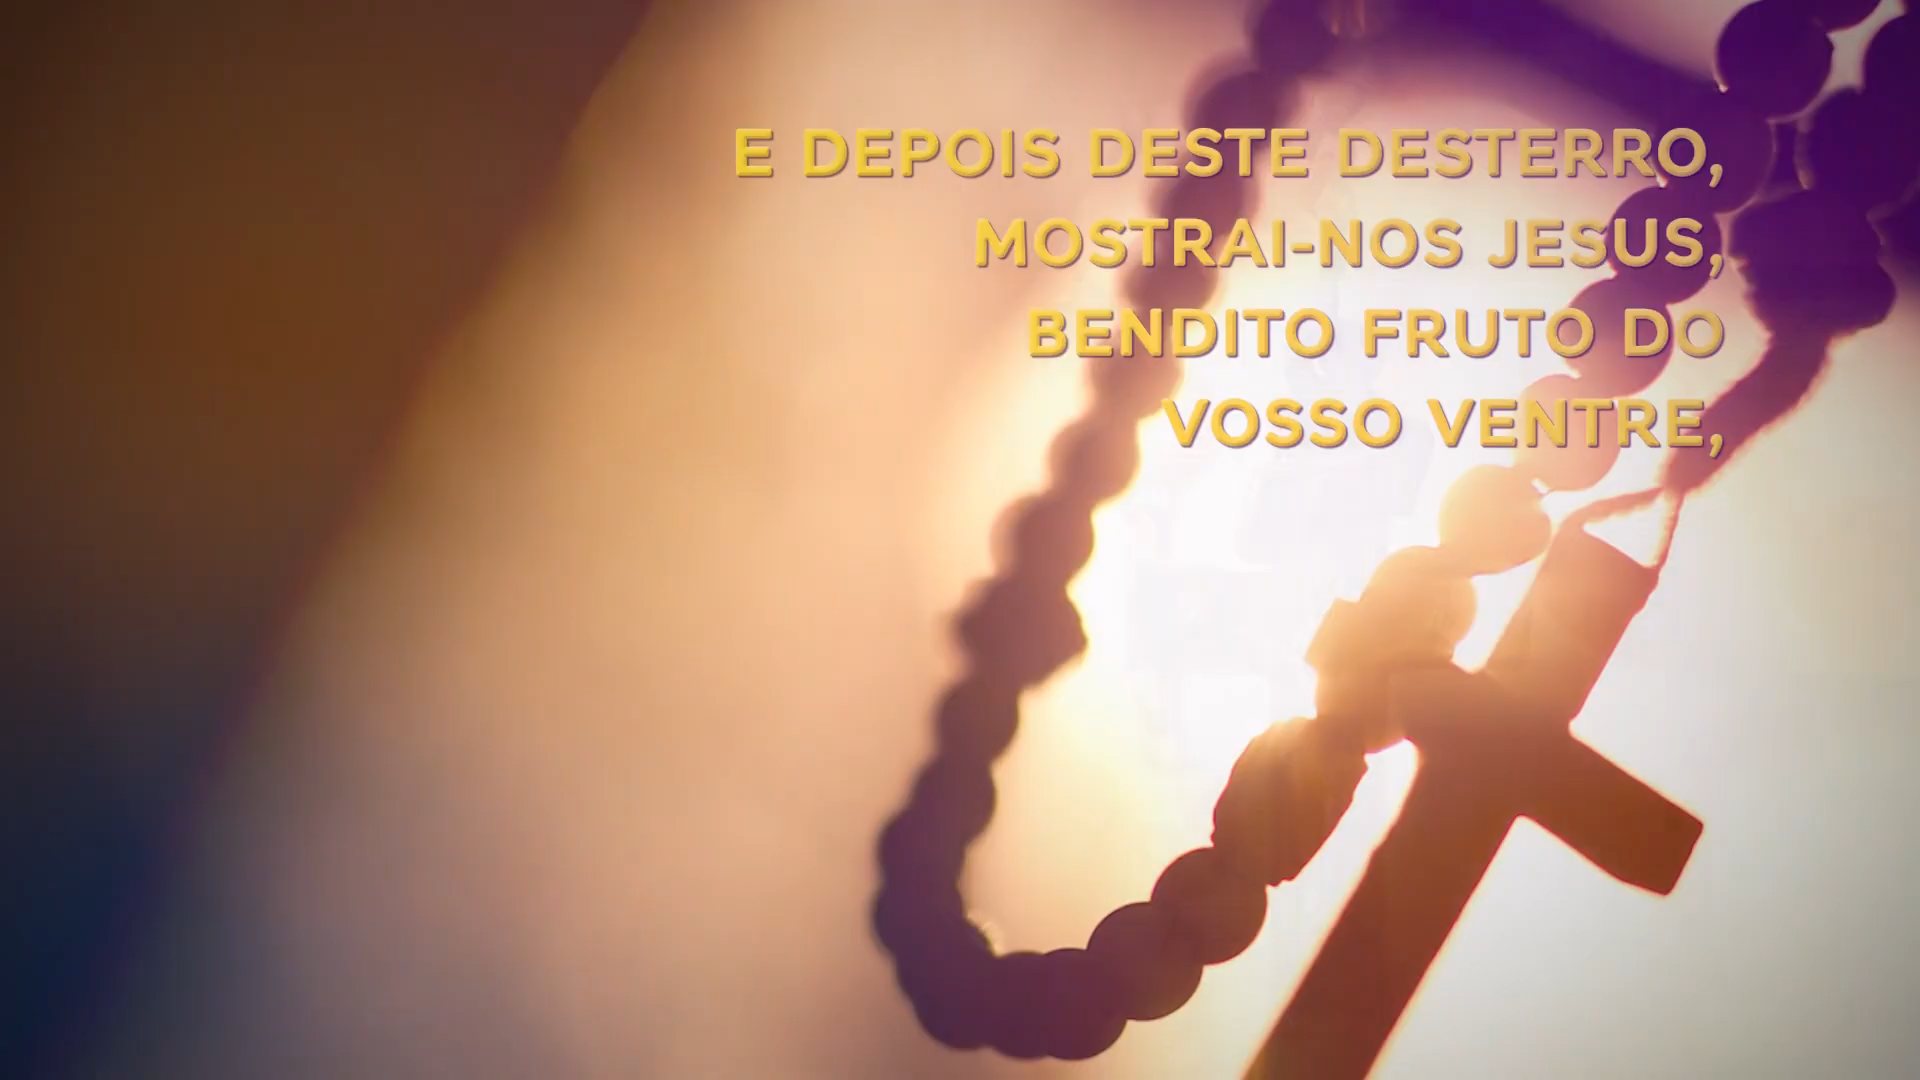 E DEPOIS DESTE DESTERRO,
MOSTRAI-NOS JESUS,
BENDITO FRUTO DO
VOSSO VENTRE,